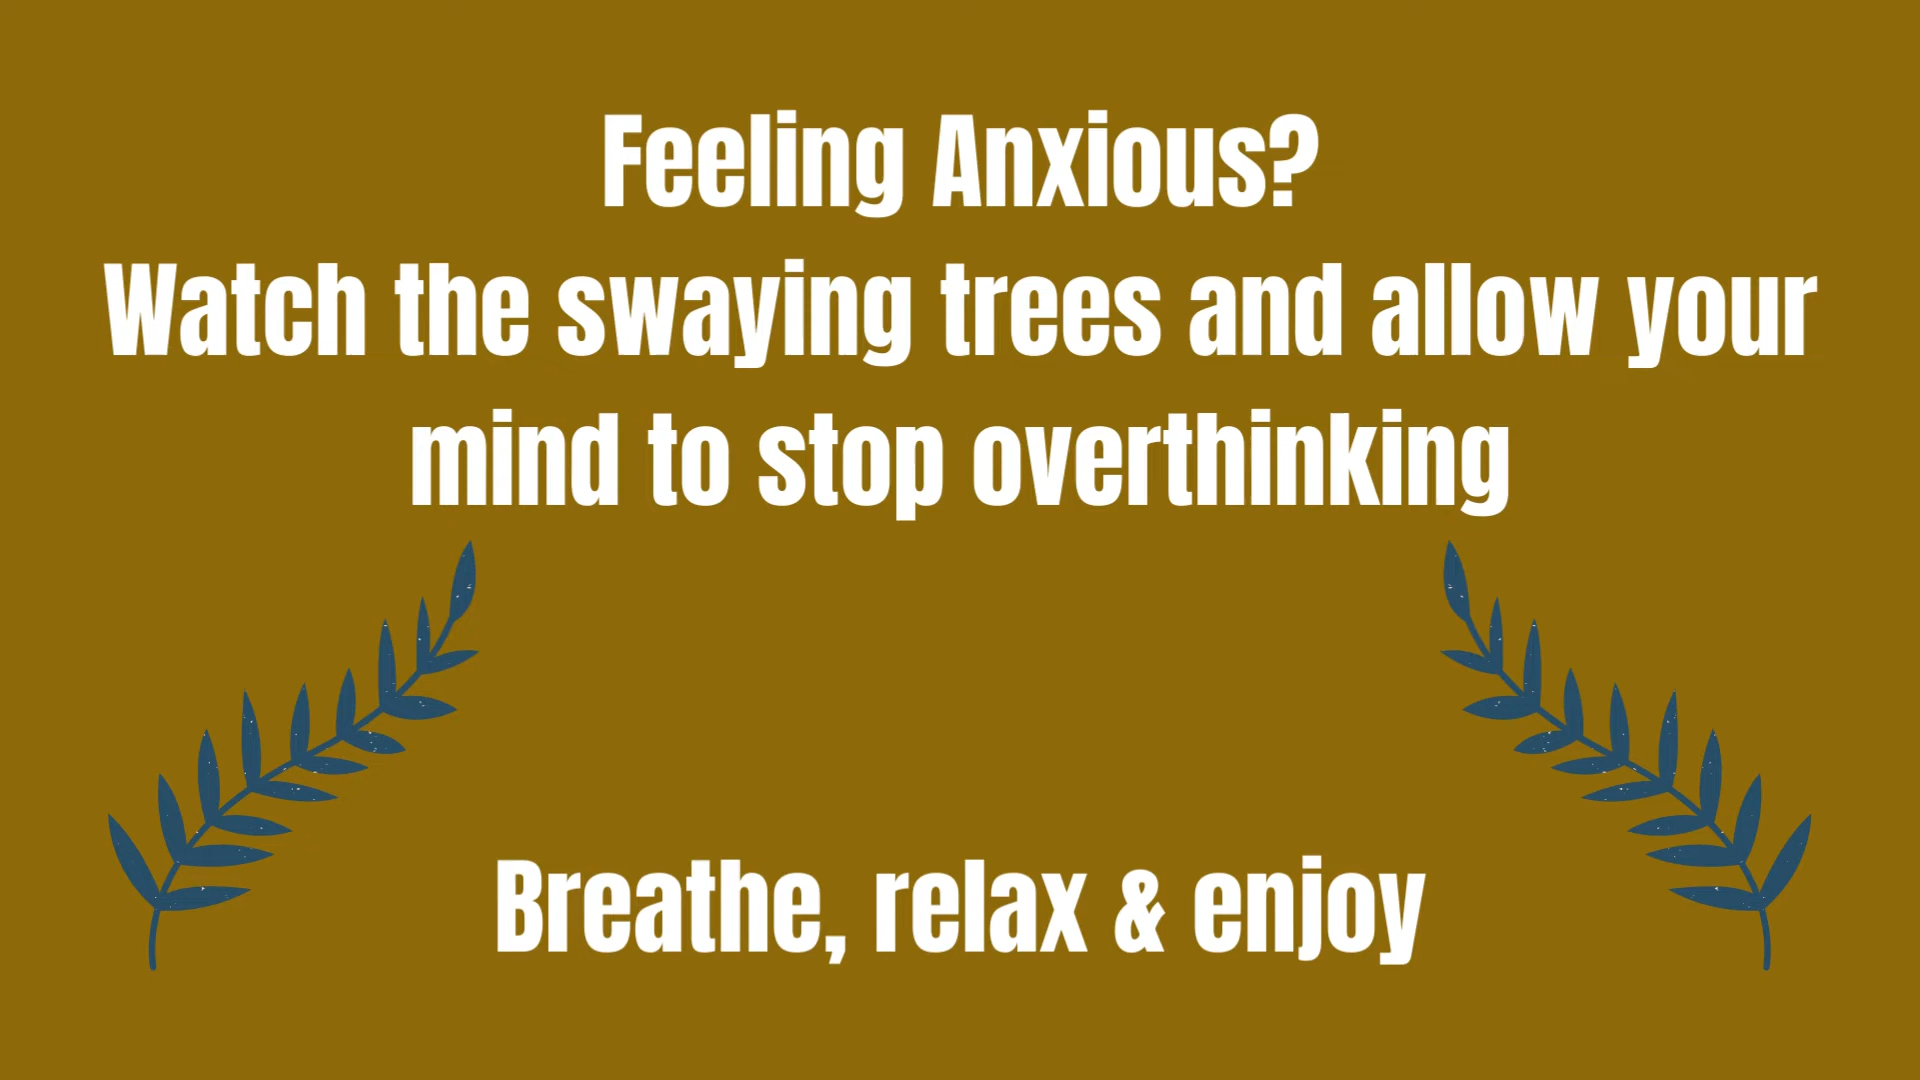 Feeling Anxious?
Watch the swaying trees and allow your
mind to stop overthinking
Breathe, relax & enjoy